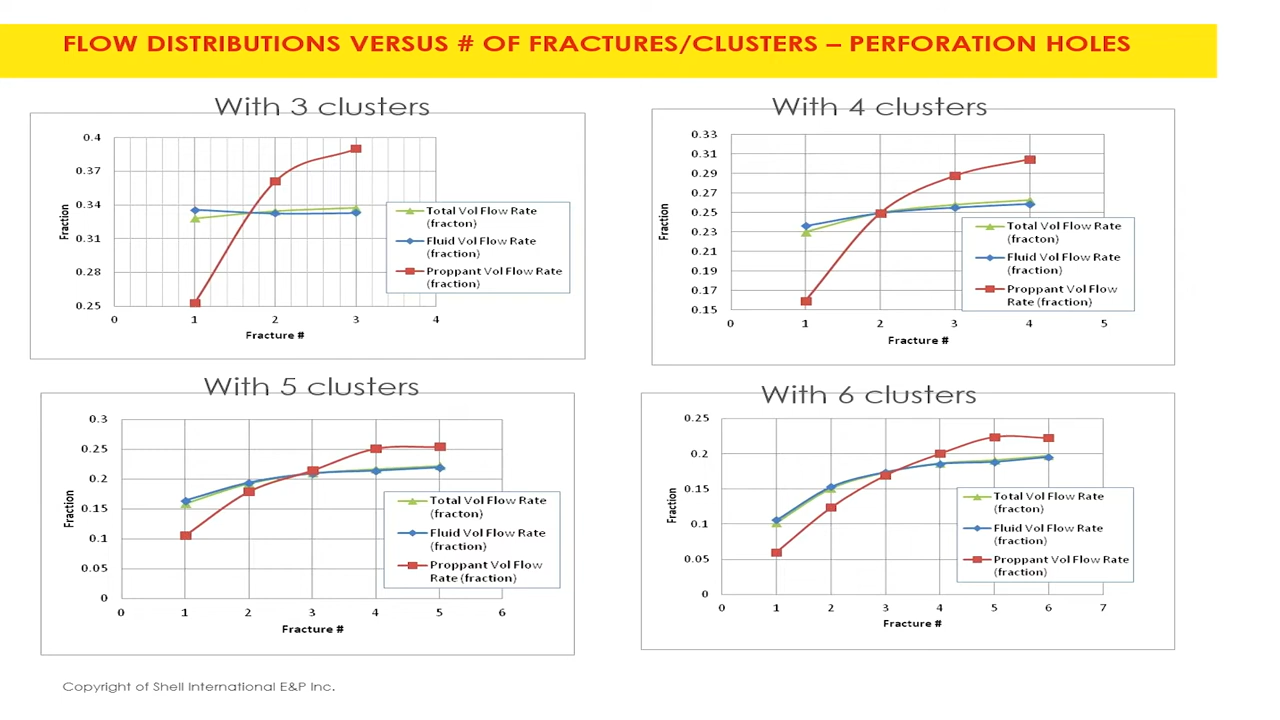 FLOW DISTRIBUTIONS VERSUS # OF FRACTURES/CLUSTERS – PERFORATION HOLES
With 3 clusters
0.4
0.37
0.34
0.31
0.28
0.25
0 1 2 3 4
Fraction
Fracture #
Total Vol Flow Rate
(fracton)
Fluid Vol Flow Rate
(fraction)
Proppant Vol Flow Rate
(fraction)
With 4 clusters
0.33
0.31
0.29
0.27
0.25
0.23
0.21
0.19
0.17
0.15
0 1 2 3 4 5
Fraction
Fracture #
Total Vol Flow Rate
(fracton)
Fluid Vol Flow Rate
(fraction)
Proppant Vol Flow
Rate (fraction)
With 5 clusters
0.3
0.25
0.2
0.15
0.1
0.05
0
0 1 2 3 4 5 6
Fraction
Fracture #
Total Vol Flow Rate
(fracton)
Fluid Vol Flow Rate
(fraction)
Proppant Vol Flow
Rate (fraction)
With 6 clusters
0.25
0.2
0.15
0.1
0.05
0
0 1 2 3 4 5 6 7
Fraction
Fracture #
Total Vol Flow Rate
(fracton)
Fluid Vol Flow Rate
(fraction)
Proppant Vol Flow Rate
(fraction)
Copyright of Shell International E&P Inc.